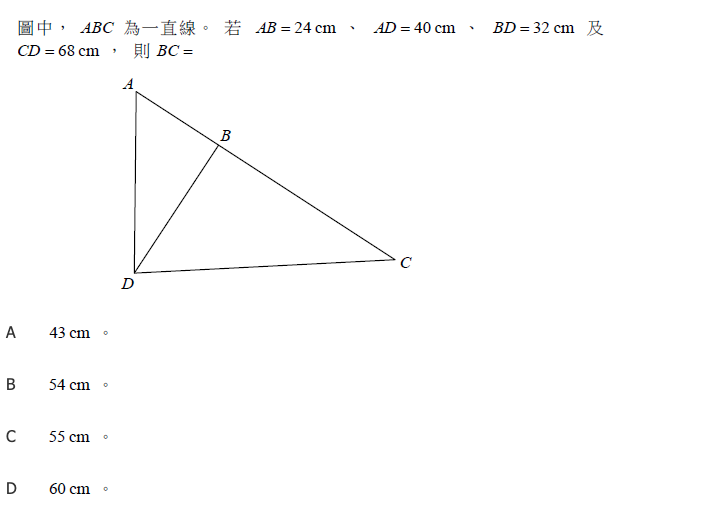 圖中， ABC 為一直線。 若 AB = 24 cm 、 AD = 40 cm 、 BD = 32 cm 及
CD = 68 cm ， 則 BC =
A
B
C
D
A 43 cm 。
B 54 cm 。
C 55 cm 。
D 60 cm 。